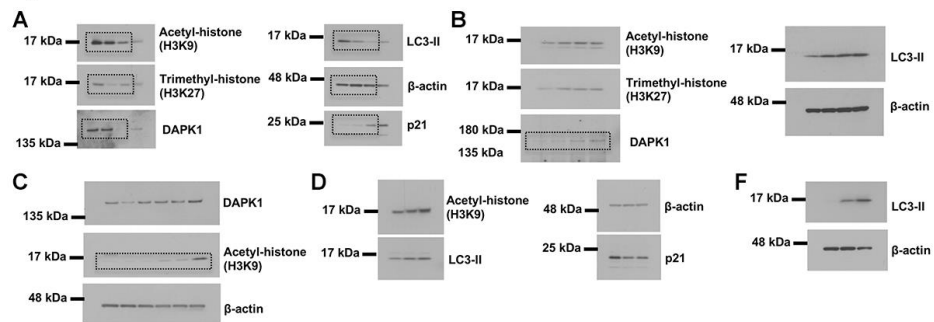 A
17 kDa
Acetyl-histone
(H3K9)
17 kDa
Trimethyl-histone
(H3K27)
DAPK1
135 kDa
17 kDa
LC3-II
48 kDa
β-actin
25 kDa
p21
B
17 kDa
Acetyl-histone
(H3K9)
17 kDa
Trimethyl-histone
(H3K27)
180 kDa
DAPK1
135 kDa
17 kDa
LC3-II
48 kDa
β-actin
C
DAPK1
135 kDa
17 kDa
Acetyl-histone
(H3K9)
48 kDa
β-actin
D
17 kDa
Acetyl-histone
(H3K9)
17 kDa
LC3-II
48 kDa
β-actin
25 kDa
p21
F
17 kDa
LC3-II
48 kDa
β-actin